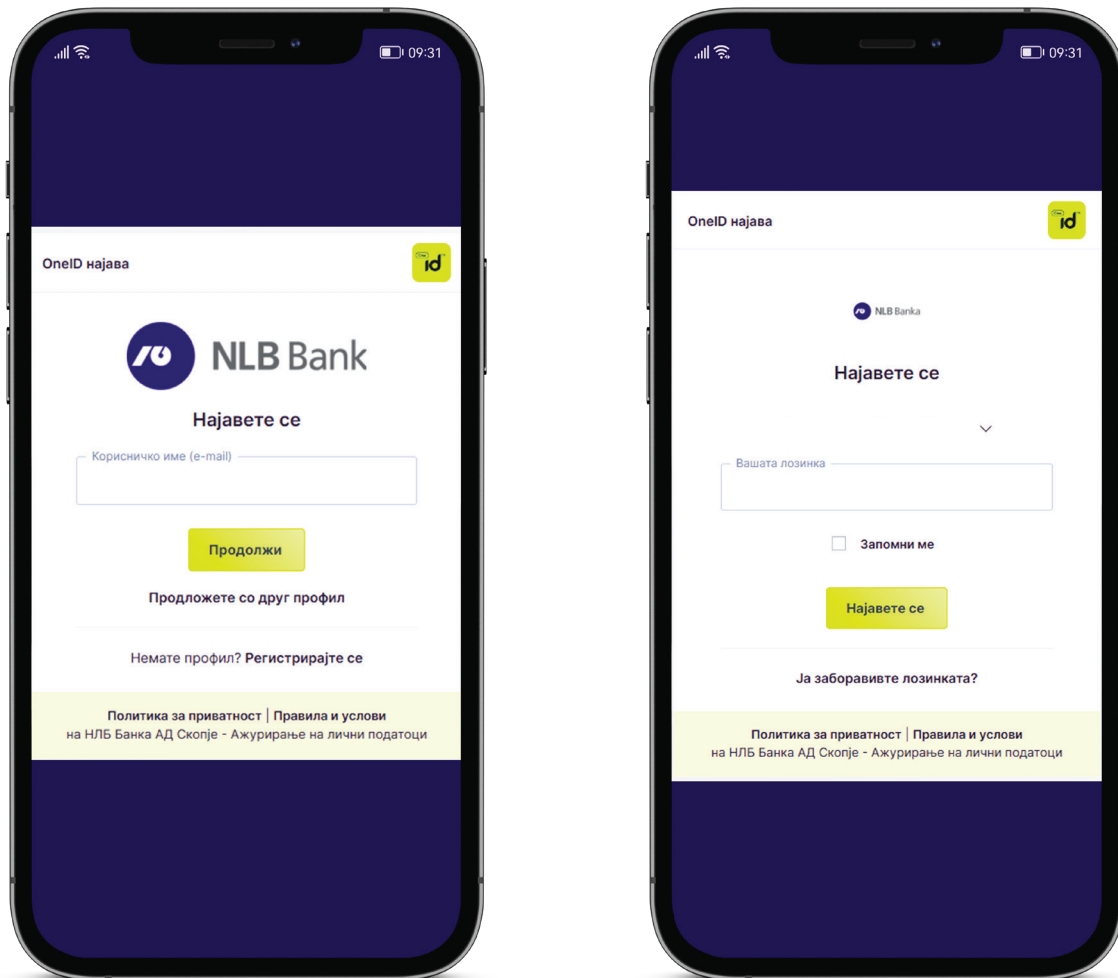 09:31
OneID најава
One id
NLB Bank
Најавете се
Корисничко име (e-mail)
Продолжи
Продложете со друг профил
Немате профил? Регистрирајте се
Политика за приватност | Правила и услови
на НЛБ Банка АД Скопје - Ажурирање на лични податоци
09:31
OneID најава
One id
NLB Banka
Најавете се
Вашата лозинка
Запомни ме
Најавете се
Ја заборавивте лозинката?
Политика за приватност | Правила и услови
на НЛБ Банка АД Скопје - Ажурирање на лични податоци